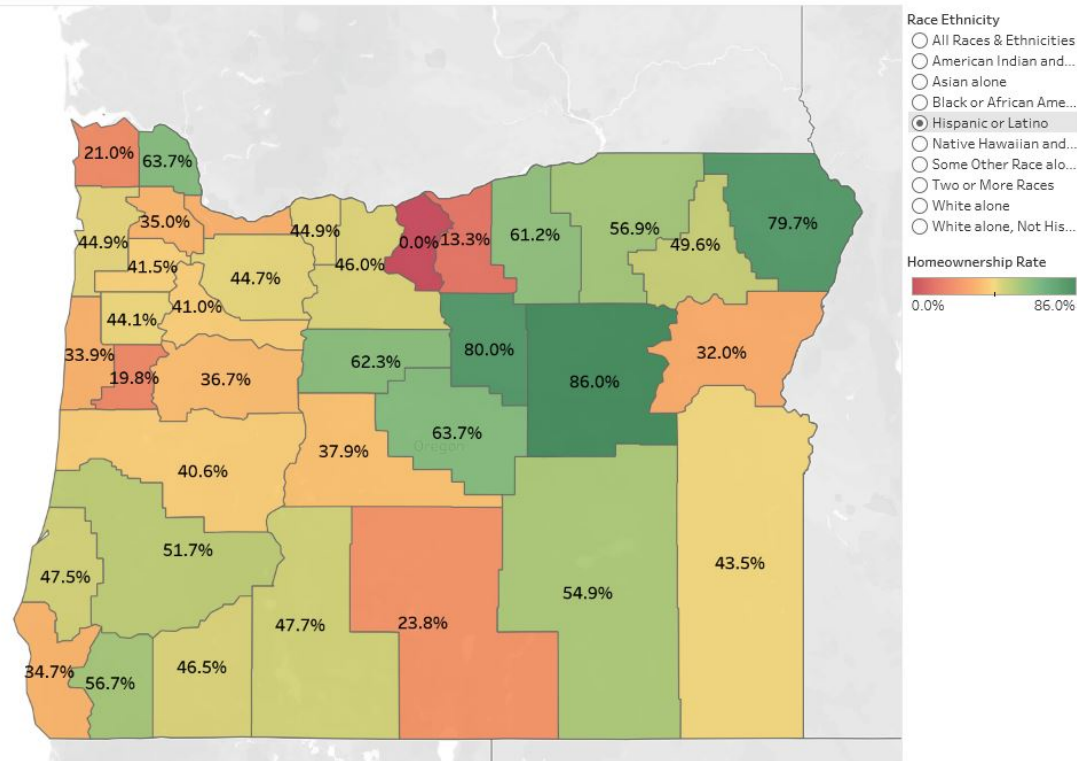 Race Ethnicity
All Races & Ethnicities
American Indian and...
Asian alone
Black or African Ame...
Hispanic or Latino
Native Hawaiian and...
Some Other Race alo...
Two or More Races
White alone
White alone, Not His...
Homeownership Rate
0.0% 86.0%
21.0% 63.7%
35.0% 44.9% 0.0% 13.3% 61.2% 56.9% 79.7%
44.9% 49.6%
41.5% 44.7% 46.0%
44.1% 41.0%
33.9% 62.3% 80.0% 32.0%
19.8% 36.7% 86.0%
63.7%
Oregon
40.6% 37.9%
51.7%
47.5% 54.9% 43.5%
47.7% 23.8%
34.7% 56.7% 46.5%